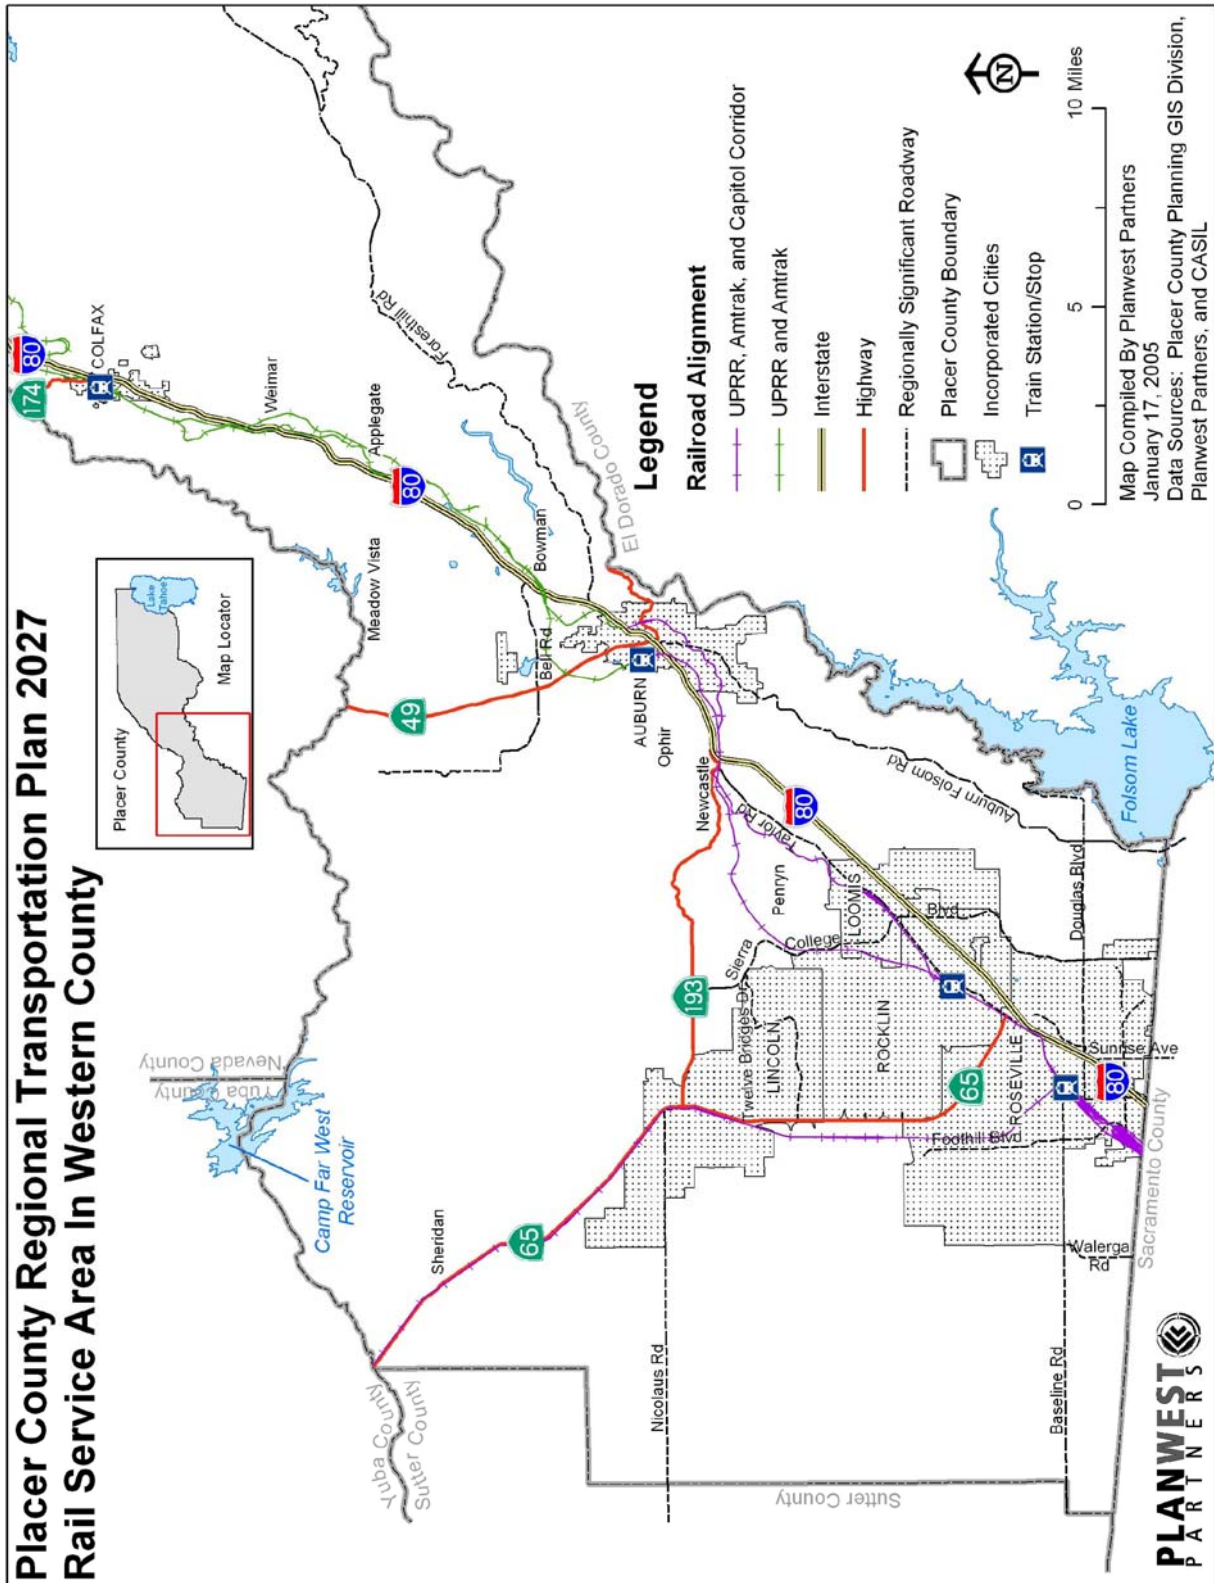 Placer County Regional Transportation Plan 2027
Rail Service Area In Western County
Placer County
Lake
Tahoe
Map Locator
174
80
COLFAX
Weimar
Applegate
80
Meadow Vista
Foresthill Rd
49
Bell Rd
Bowman
AUBURN
Ophir
El Dorado County
Yuba County
Nevada County
Camp Far West
Reservoir
Yuba County
Sutter County
Sheridan
65
193
Newcastle
Taylor Rd
80
Penryn
Auburn Folsom Rd
Sierra
College
Blvd
LOOMIS
Twelve Bridges Dr
LINCOLN
ROCKLIN
65
ROSEVILLE
Foothill Blvd
Douglas Blvd
Folsom Lake
Sunrise Ave
80
Nicolaus Rd
Baseline Rd
Walerga
Rd
Sutter County
Sacramento County
Legend
Railroad Alignment
UPRR, Amtrak, and Capitol Corridor
UPRR and Amtrak
Interstate
Highway
Regionally Significant Roadway
Placer County Boundary
Incorporated Cities
Train Station/Stop
N
0
5
10 Miles
Map Compiled By Planwest Partners
January 17, 2005
Data Sources: Placer County Planning GIS Division,
Planwest Partners, and CASIL
PLANWEST
PARTNERS